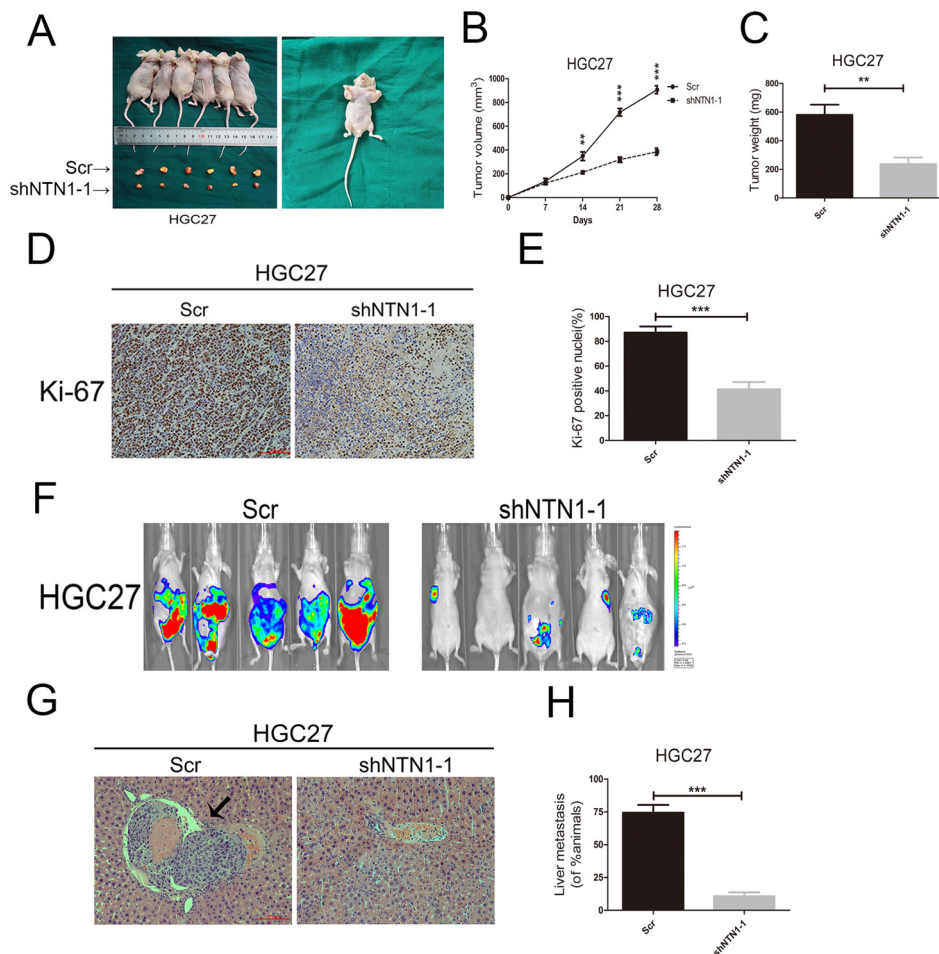 A
Scr→
shNTN1-1→
HGC27
B
HGC27
Tumor volume (mm³)
1000
800
600
400
200
0
0 7 14 21 28
Days
** *** ***
Scr
shNTN1-1
C
HGC27
Tumor weight (mg)
800
600
400
200
0
**
Scr
shNTN1-1
D
HGC27
Scr shNTN1-1
Ki-67
E
HGC27
Ki-67 positive nuclei(%)
100
80
60
40
20
0
***
Scr
shNTN1-1
F
Scr shNTN1-1
HGC27
G
HGC27
Scr shNTN1-1
H
HGC27
Liver metastasis
(of %animals)
100
75
50
25
0
***
Scr
shNTN1-1